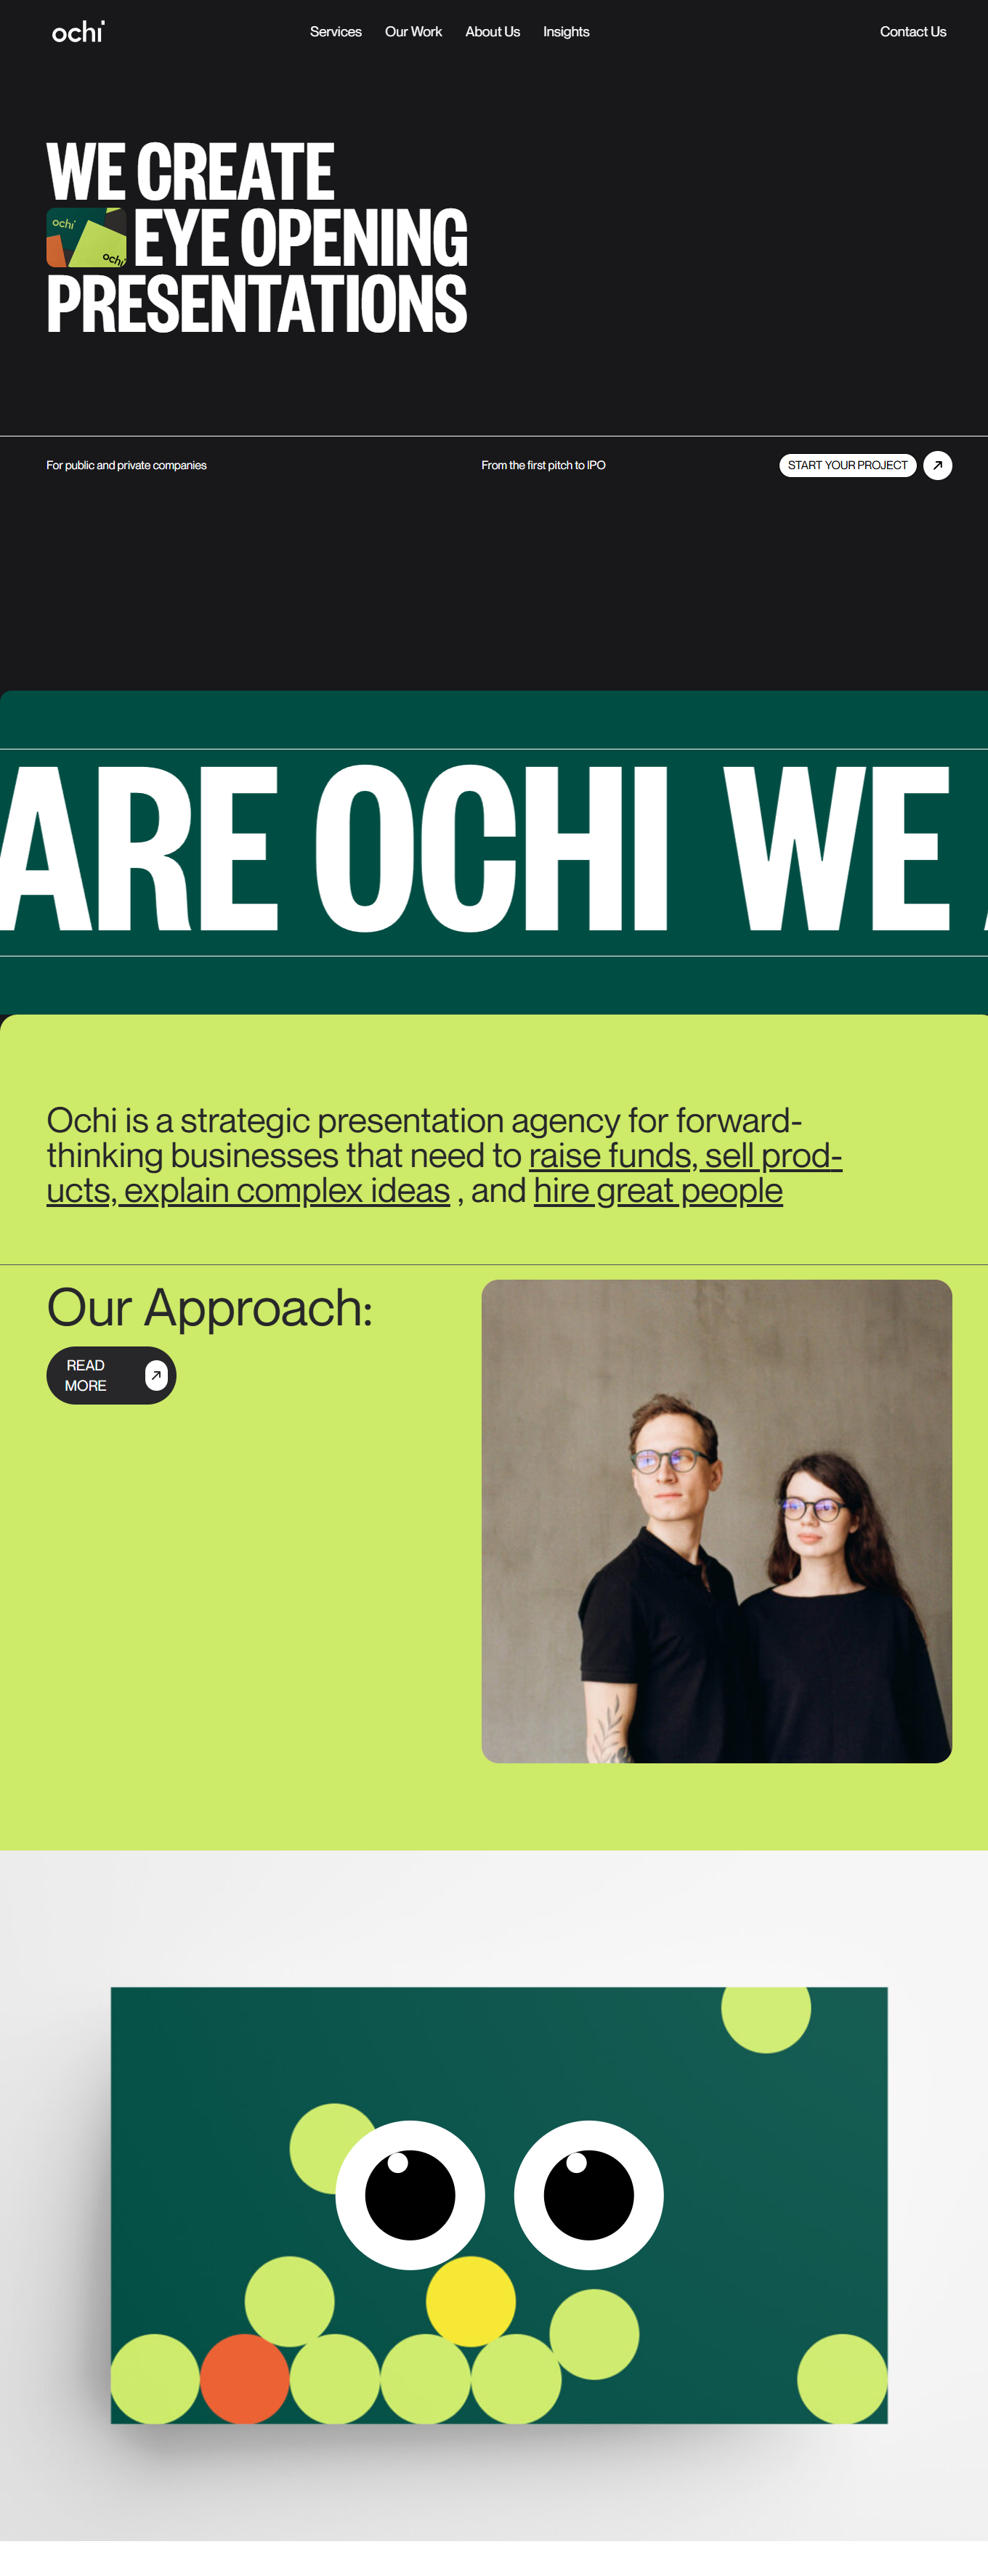 ochi
Services Our Work About Us Insights Contact Us
WE CREATE
ochi ochi EYE OPENING
PRESENTATIONS
For public and private companies From the first pitch to IPO START YOUR PROJECT
ARE OCHI WE
Ochi is a strategic presentation agency for forward-
thinking businesses that need to raise funds, sell prod-
ucts, explain complex ideas , and hire great people
Our Approach:
READ
MORE